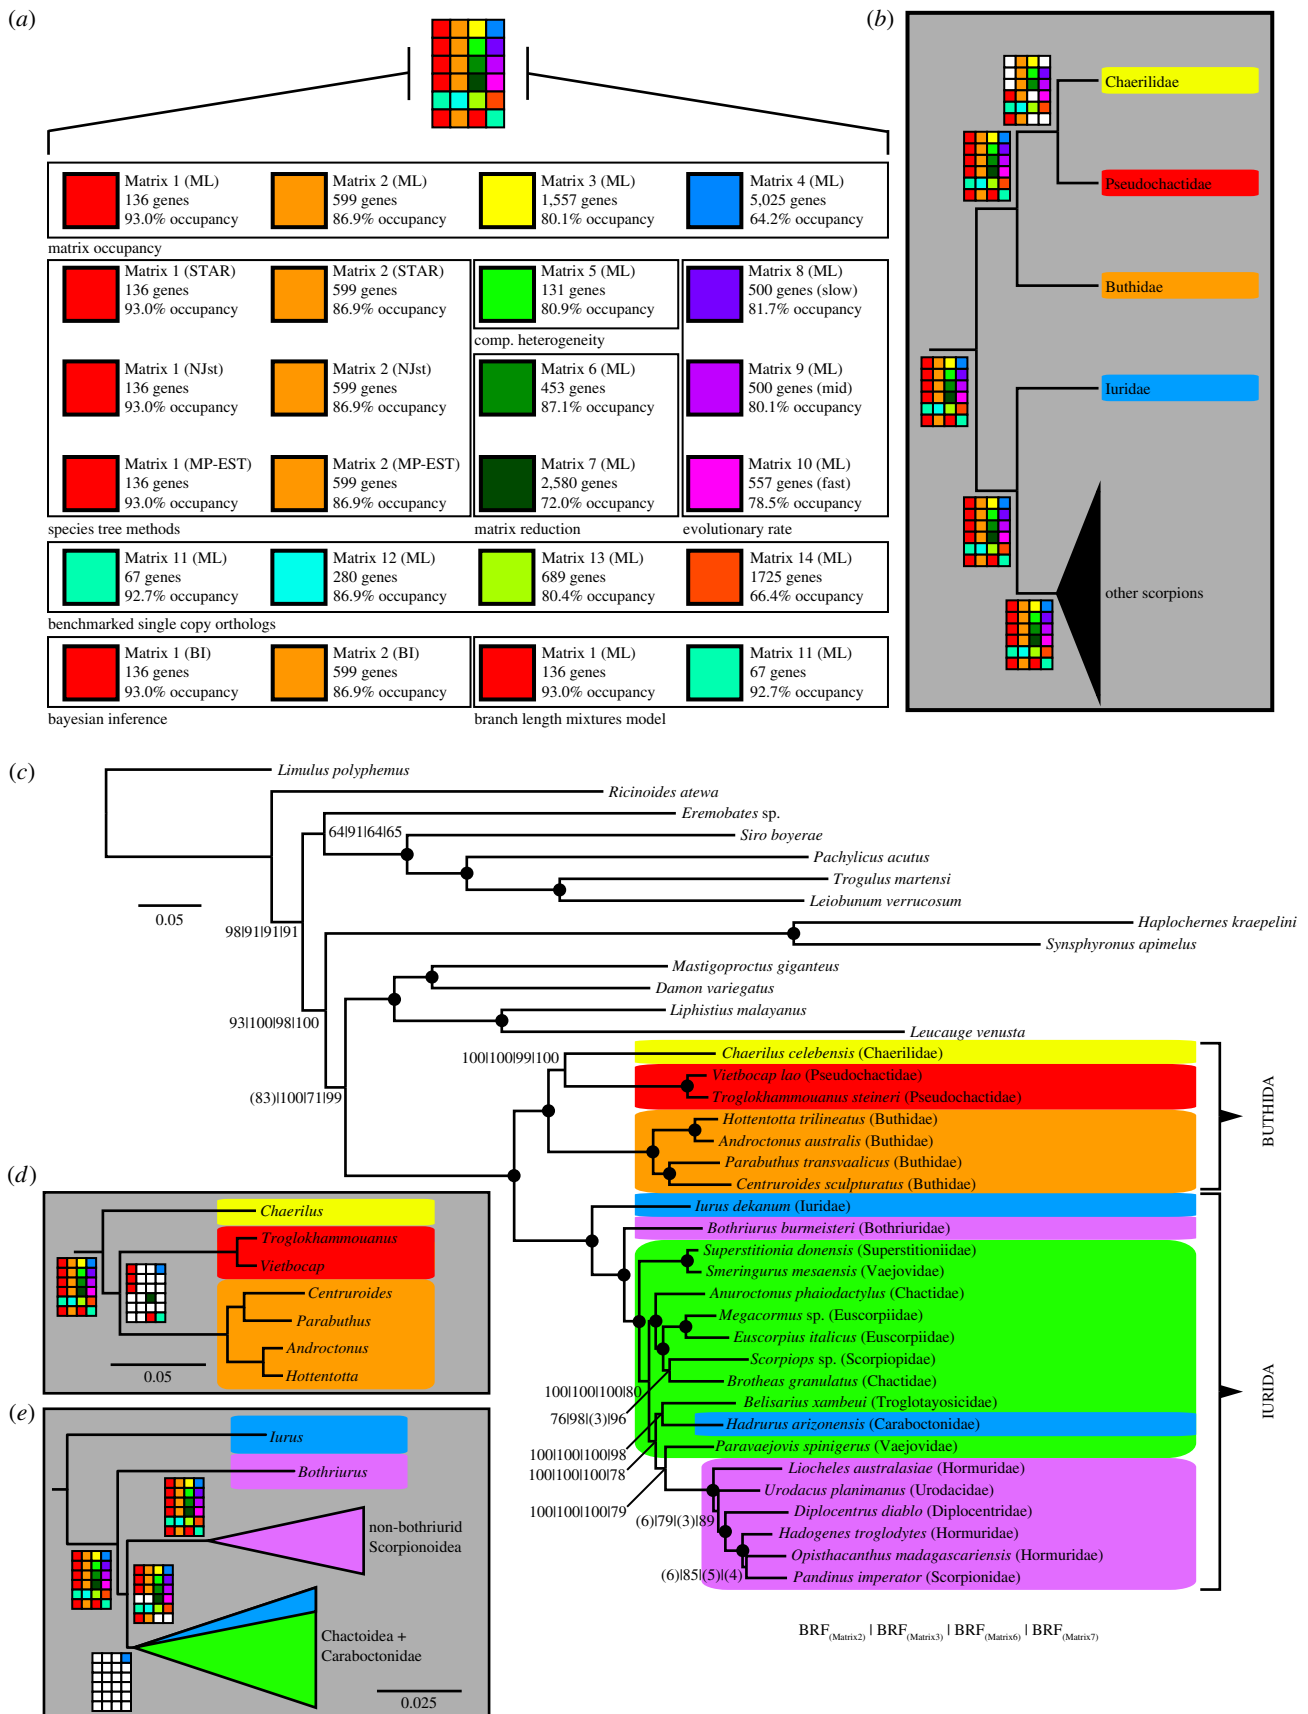 (a)
Matrix 1 (ML)
136 genes
93.0% occupancy
Matrix 2 (ML)
599 genes
86.9% occupancy
Matrix 3 (ML)
1,557 genes
80.1% occupancy
Matrix 4 (ML)
5,025 genes
64.2% occupancy
matrix occupancy
Matrix 1 (STAR)
136 genes
93.0% occupancy
Matrix 2 (STAR)
599 genes
86.9% occupancy
Matrix 5 (ML)
131 genes
80.9% occupancy
comp. heterogeneity
Matrix 8 (ML)
500 genes (slow)
81.7% occupancy
Matrix 1 (NJst)
136 genes
93.0% occupancy
Matrix 2 (NJst)
599 genes
86.9% occupancy
Matrix 6 (ML)
453 genes
87.1% occupancy
Matrix 9 (ML)
500 genes (mid)
80.1% occupancy
Matrix 1 (MP-EST)
136 genes
93.0% occupancy
Matrix 2 (MP-EST)
599 genes
86.9% occupancy
Matrix 7 (ML)
2,580 genes
72.0% occupancy
Matrix 10 (ML)
557 genes (fast)
78.5% occupancy
species tree methods
matrix reduction
evolutionary rate
Matrix 11 (ML)
67 genes
92.7% occupancy
Matrix 12 (ML)
280 genes
86.9% occupancy
Matrix 13 (ML)
689 genes
80.4% occupancy
Matrix 14 (ML)
1725 genes
66.4% occupancy
benchmarked single copy orthologs
Matrix 1 (BI)
136 genes
93.0% occupancy
Matrix 2 (BI)
599 genes
86.9% occupancy
Matrix 1 (ML)
136 genes
93.0% occupancy
Matrix 11 (ML)
67 genes
92.7% occupancy
bayesian inference
branch length mixtures model
(b)
Chaerilidae
Pseudochactidae
Buthidae
Iuridae
other scorpions
(c)
Limulus polyphemus
Ricinoides atewa
Eremobates sp.
64|91|64|65
Siro boyerae
Pachylicus acutus
Trogulus martensi
Leiobunum verrucosum
0.05
98|91|91|91
Haplochernes kraepelini
Synsphyronus apimelus
Mastigoproctus giganteus
Damon variegatus
Liphistius malayanus
93|100|98|100
Leucauge venusta
100|100|99|100
Chaerilus celebensis (Chaerilidae)
Vietbocap lao (Pseudochactidae)
(83)|100|71|99
Troglokhammouanus steineri (Pseudochactidae)
Hottentotta trilineatus (Buthidae)
Androctonus australis (Buthidae)
Parabuthus transvaalicus (Buthidae)
Centruroides sculpturatus (Buthidae)
BUTHIDA
Iurus dekanum (Iuridae)
Bothriurus burmeisteri (Bothriuridae)
Superstitionia donensis (Superstitioniidae)
Smeringurus mesaensis (Vaejovidae)
Anuroctonus phaiodactylus (Chactidae)
Megacormus sp. (Euscorpiidae)
Euscorpius italicus (Euscorpiidae)
Scorpiops sp. (Scorpiopidae)
Brotheas granulatus (Chactidae)
100|100|100|80
Belisarius xambeui (Troglotayosicidae)
76|98|(3)|96
Hadrurus arizonensis (Caraboctonidae)
Paravaejovis spinigerus (Vaejovidae)
100|100|100|98
100|100|100|78
Liocheles australasiae (Hormuridae)
Urodacus planimanus (Urodacidae)
100|100|100|79
Diplocentrus diablo (Diplocentridae)
(6)|79|(3)|89
Hadogenes troglodytes (Hormuridae)
Opisthacanthus madagascariensis (Hormuridae)
(6)|85|(5)|(4)
Pandinus imperator (Scorpionidae)
IURIDA
BRF(Matrix2) | BRF(Matrix3) | BRF(Matrix6) | BRF(Matrix7)
(d)
Chaerilus
Troglokhammouanus
Vietbocap
Centruroides
Parabuthus
Androctonus
Hottentotta
0.05
(e)
Iurus
Bothriurus
non-bothriurid
Scorpionoidea
Chactoidea +
Caraboctonidae
0.025